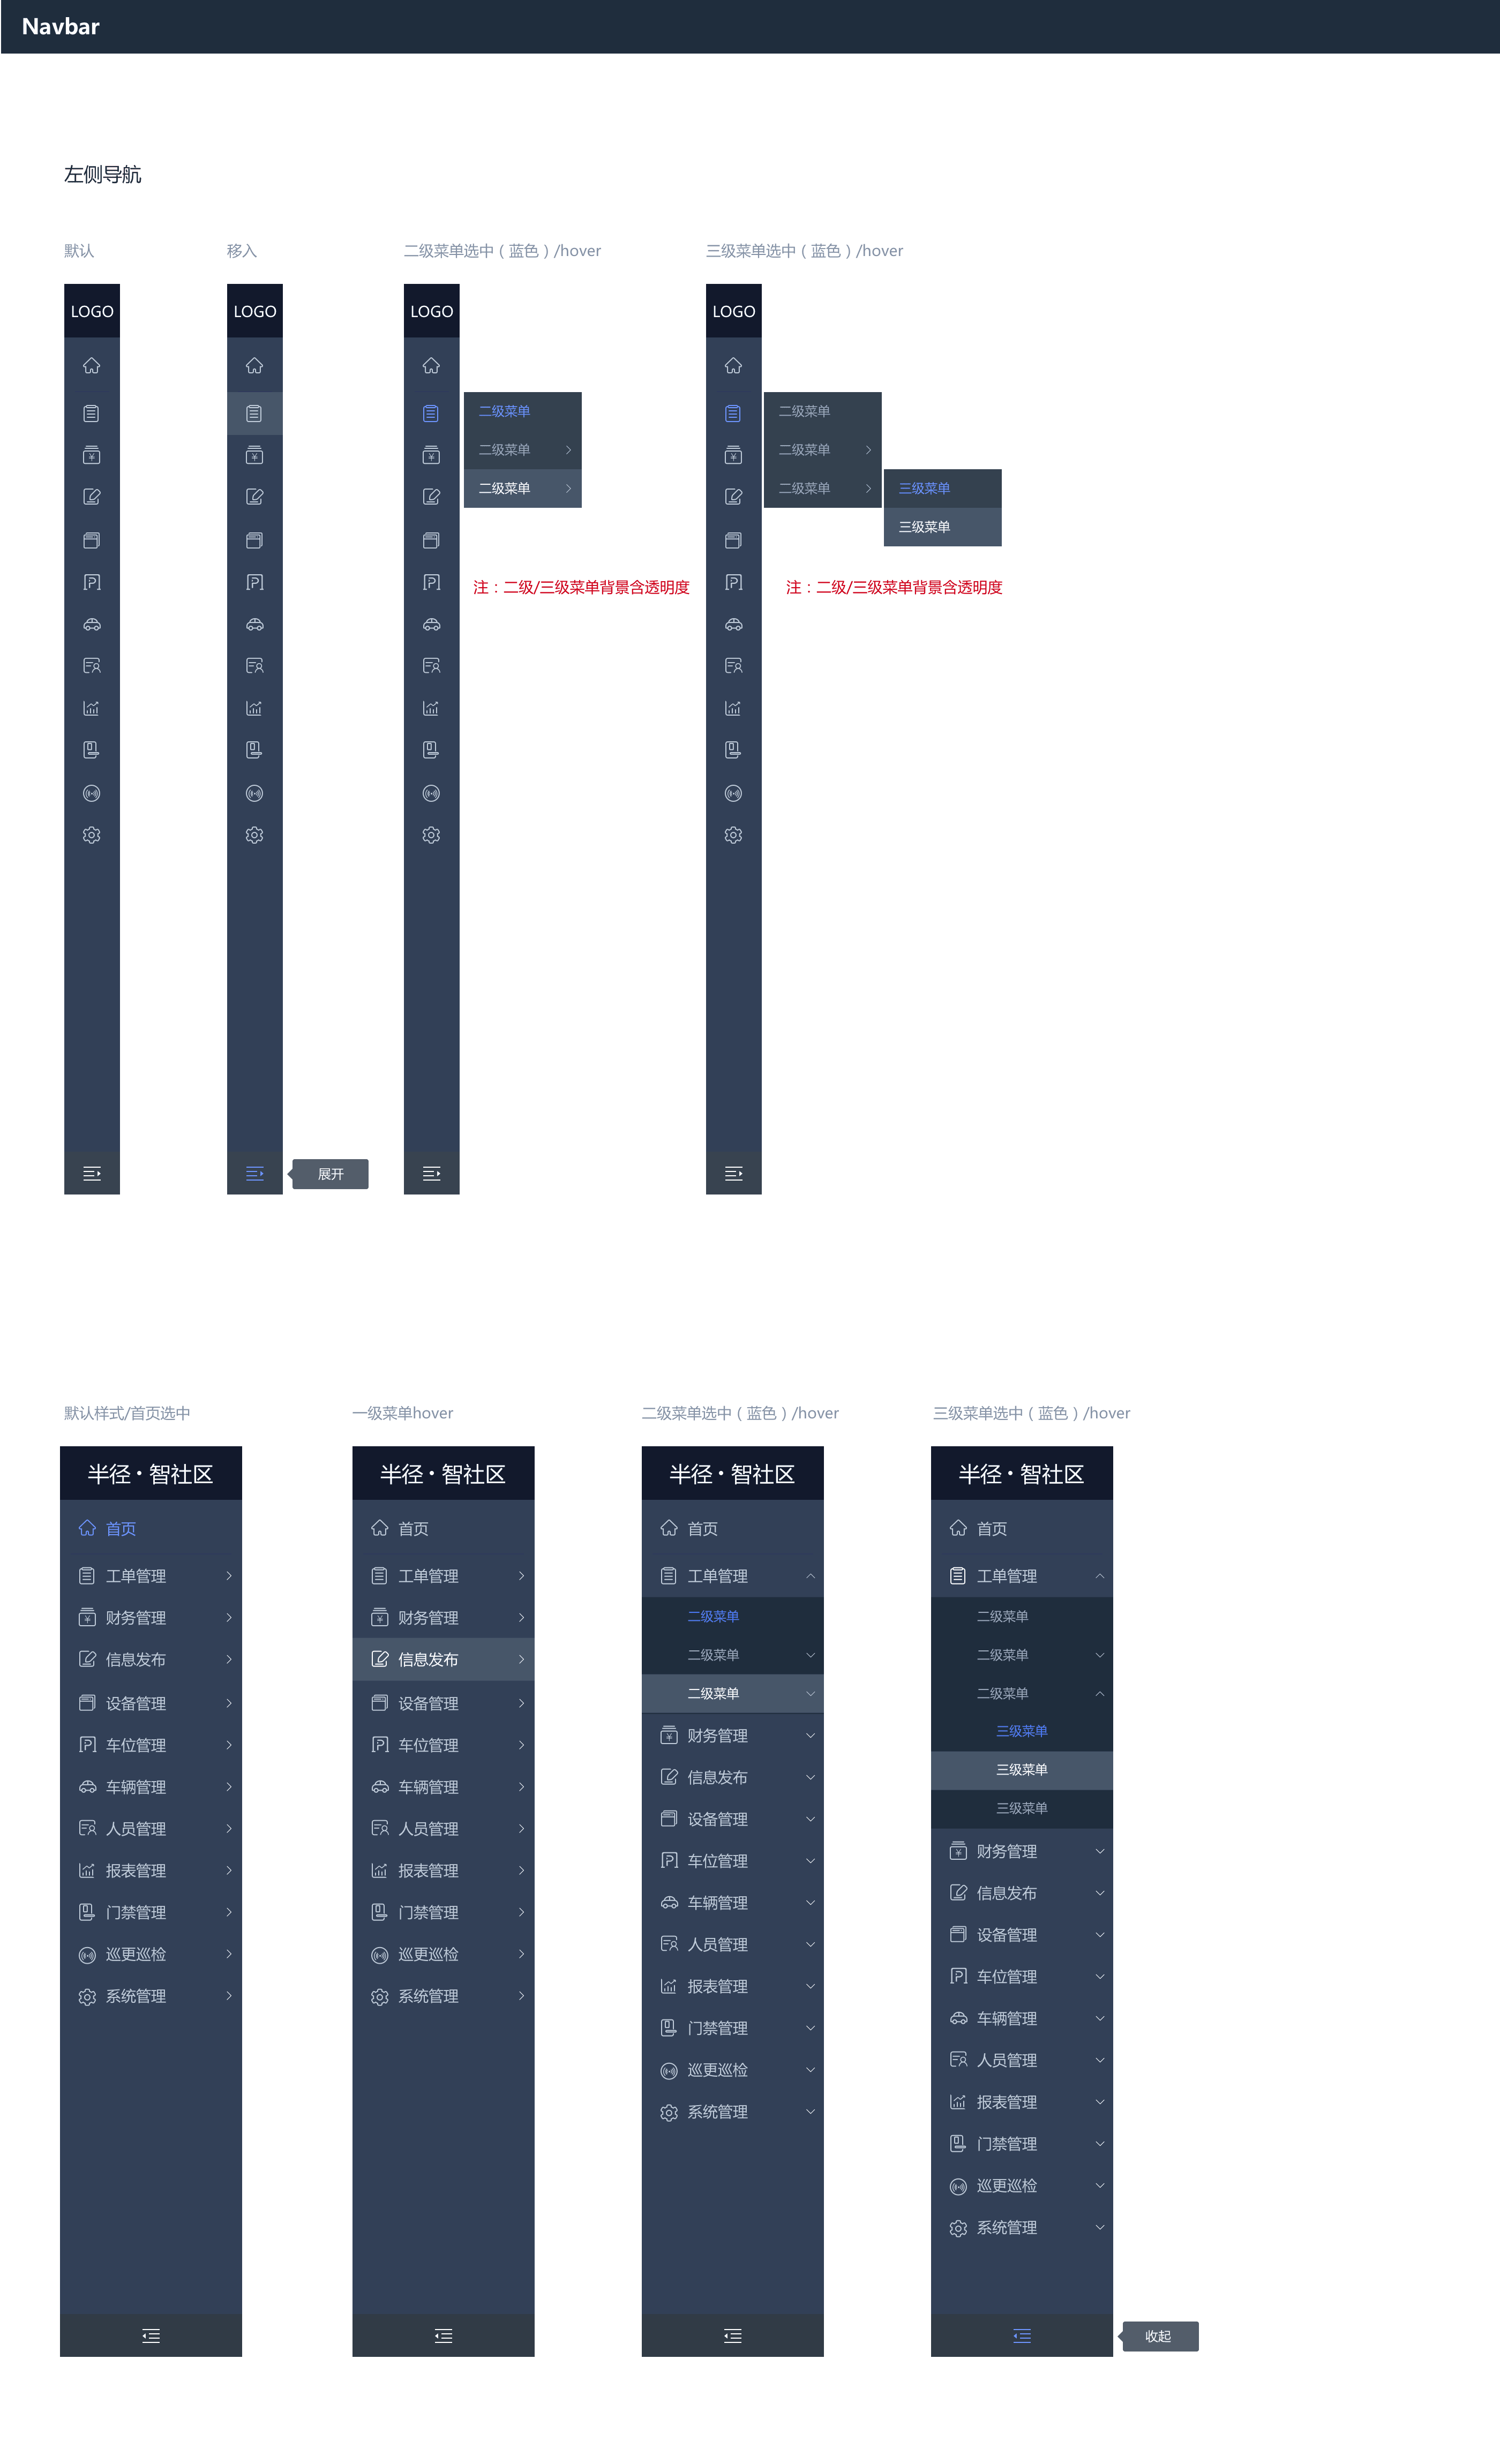 Navbar
左侧导航
默认
移入
二级菜单选中（蓝色）/hover
三级菜单选中（蓝色）/hover
LOGO
LOGO
LOGO
LOGO
二级菜单
二级菜单
二级菜单
二级菜单
二级菜单
二级菜单
三级菜单
三级菜单
注：二级/三级菜单背景含透明度
注：二级/三级菜单背景含透明度
展开
默认样式/首页选中
一级菜单hover
二级菜单选中（蓝色）/hover
三级菜单选中（蓝色）/hover
半径·智社区
首页
工单管理
财务管理
信息发布
设备管理
车位管理
车辆管理
人员管理
报表管理
门禁管理
巡更巡检
系统管理
半径·智社区
首页
工单管理
财务管理
信息发布
设备管理
车位管理
车辆管理
人员管理
报表管理
门禁管理
巡更巡检
系统管理
半径·智社区
首页
工单管理
二级菜单
二级菜单
二级菜单
财务管理
信息发布
设备管理
车位管理
车辆管理
人员管理
报表管理
门禁管理
巡更巡检
系统管理
半径·智社区
首页
工单管理
二级菜单
二级菜单
二级菜单
三级菜单
三级菜单
三级菜单
财务管理
信息发布
设备管理
车位管理
车辆管理
人员管理
报表管理
门禁管理
巡更巡检
系统管理
收起